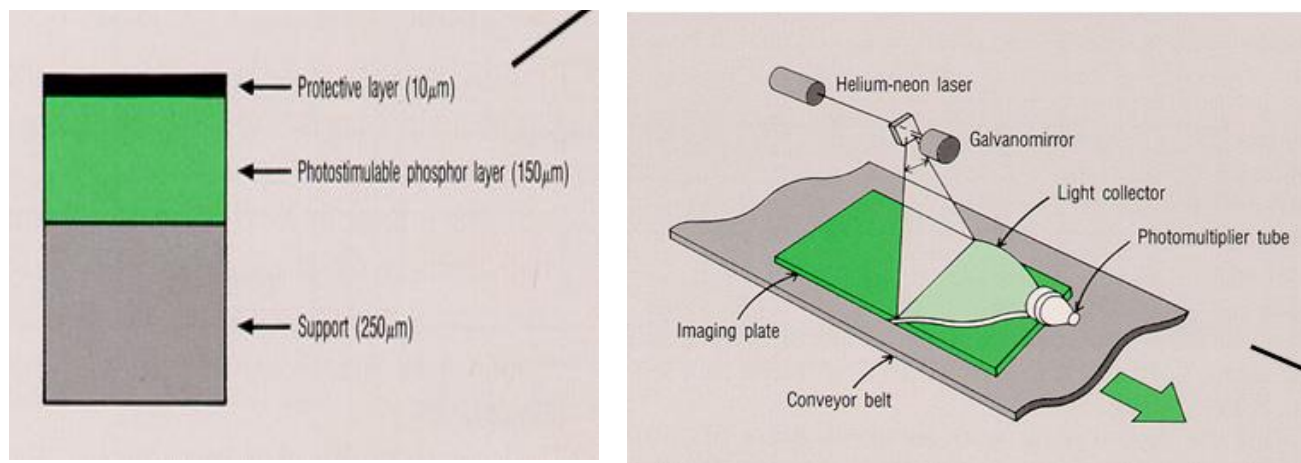 Protective layer (10μm)
Photostimulable phosphor layer (150μm)
Support (250μm)
Helium-neon laser
Galvanomirror
Light collector
Photomultiplier tube
Imaging plate
Conveyor belt